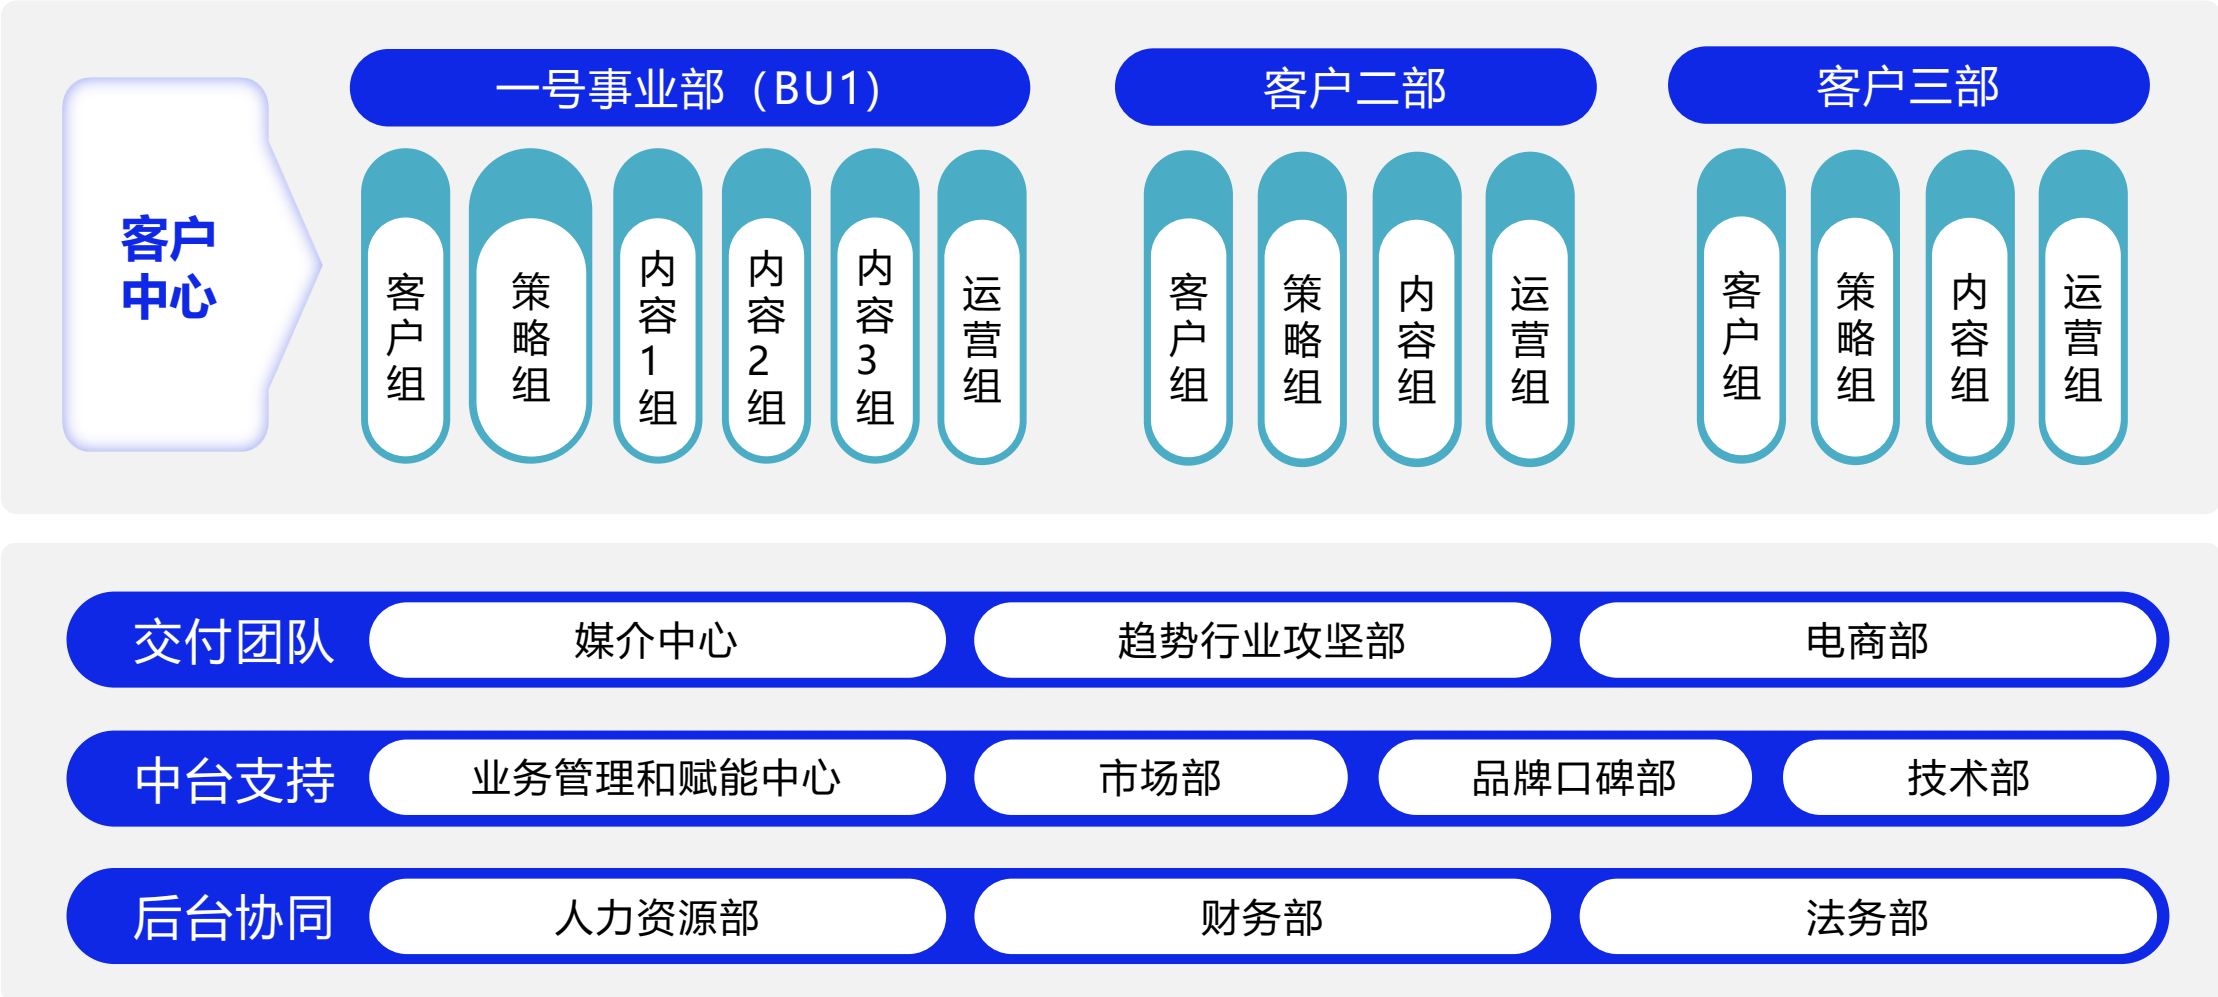 客户
中心
一号事业部（BU1）
客户组
策略组
内容1组
内容2组
内容3组
运营组
客户二部
客户组
策略组
内容组
运营组
客户三部
客户组
策略组
内容组
运营组
交付团队
媒介中心
趋势行业攻坚部
电商部
中台支持
业务管理和赋能中心
市场部
品牌口碑部
技术部
后台协同
人力资源部
财务部
法务部